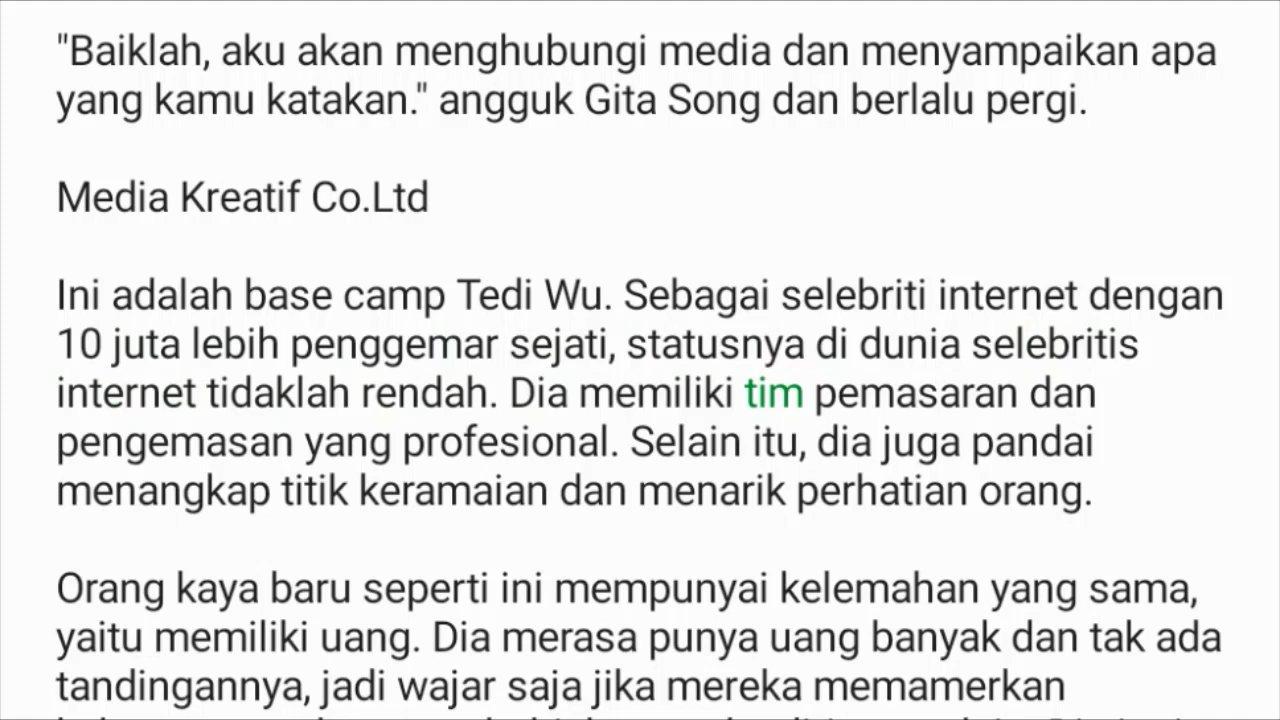 "Baiklah, aku akan menghubungi media dan menyampaikan apa
yang kamu katakan." angguk Gita Song dan berlalu pergi.
Media Kreatif Co.Ltd
Ini adalah base camp Tedi Wu. Sebagai selebriti internet dengan
10 juta lebih penggemar sejati, statusnya di dunia selebritis
internet tidaklah rendah. Dia memiliki tim pemasaran dan
pengemasan yang profesional. Selain itu, dia juga pandai
menangkap titik keramaian dan menarik perhatian orang.
Orang kaya baru seperti ini mempunyai kelemahan yang sama,
yaitu memiliki uang. Dia merasa punya uang banyak dan tak ada
tandingannya, jadi wajar saja jika mereka memamerkan